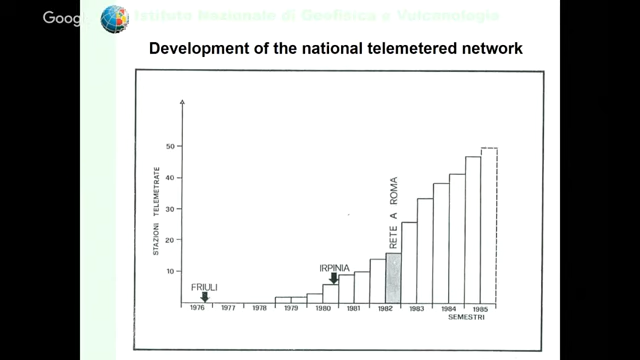 Google
Istituto Nazionale di Geofisica e Vulcanologia
Development of the national telemetered network
STAZIONI TELEMETRATE
50
40
30
20
10
FRIULI
IRPINIA
RETE A ROMA
1976 1977 1978 1979 1980 1981 1982 1983 1984 1985
SEMESTRI